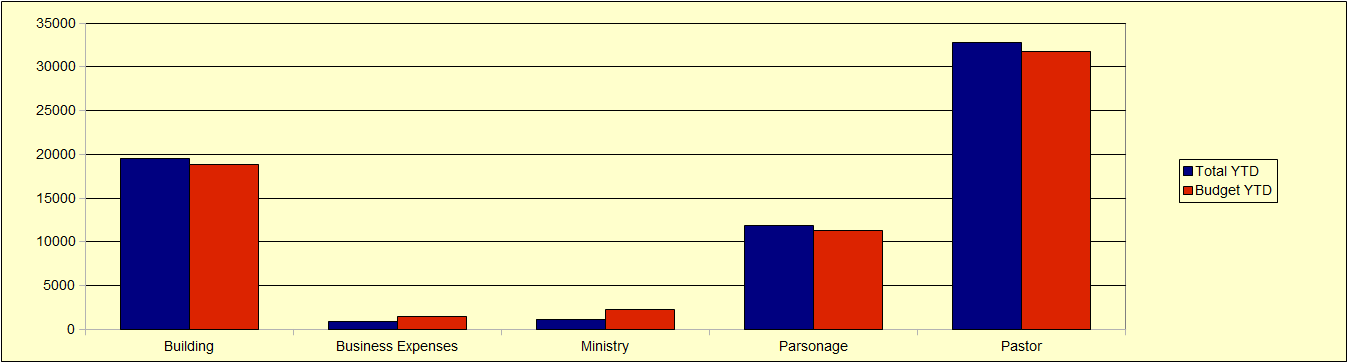 35000
30000
25000
20000
15000
10000
5000
0
Building Business Expenses Ministry Parsonage Pastor
Total YTD
Budget YTD